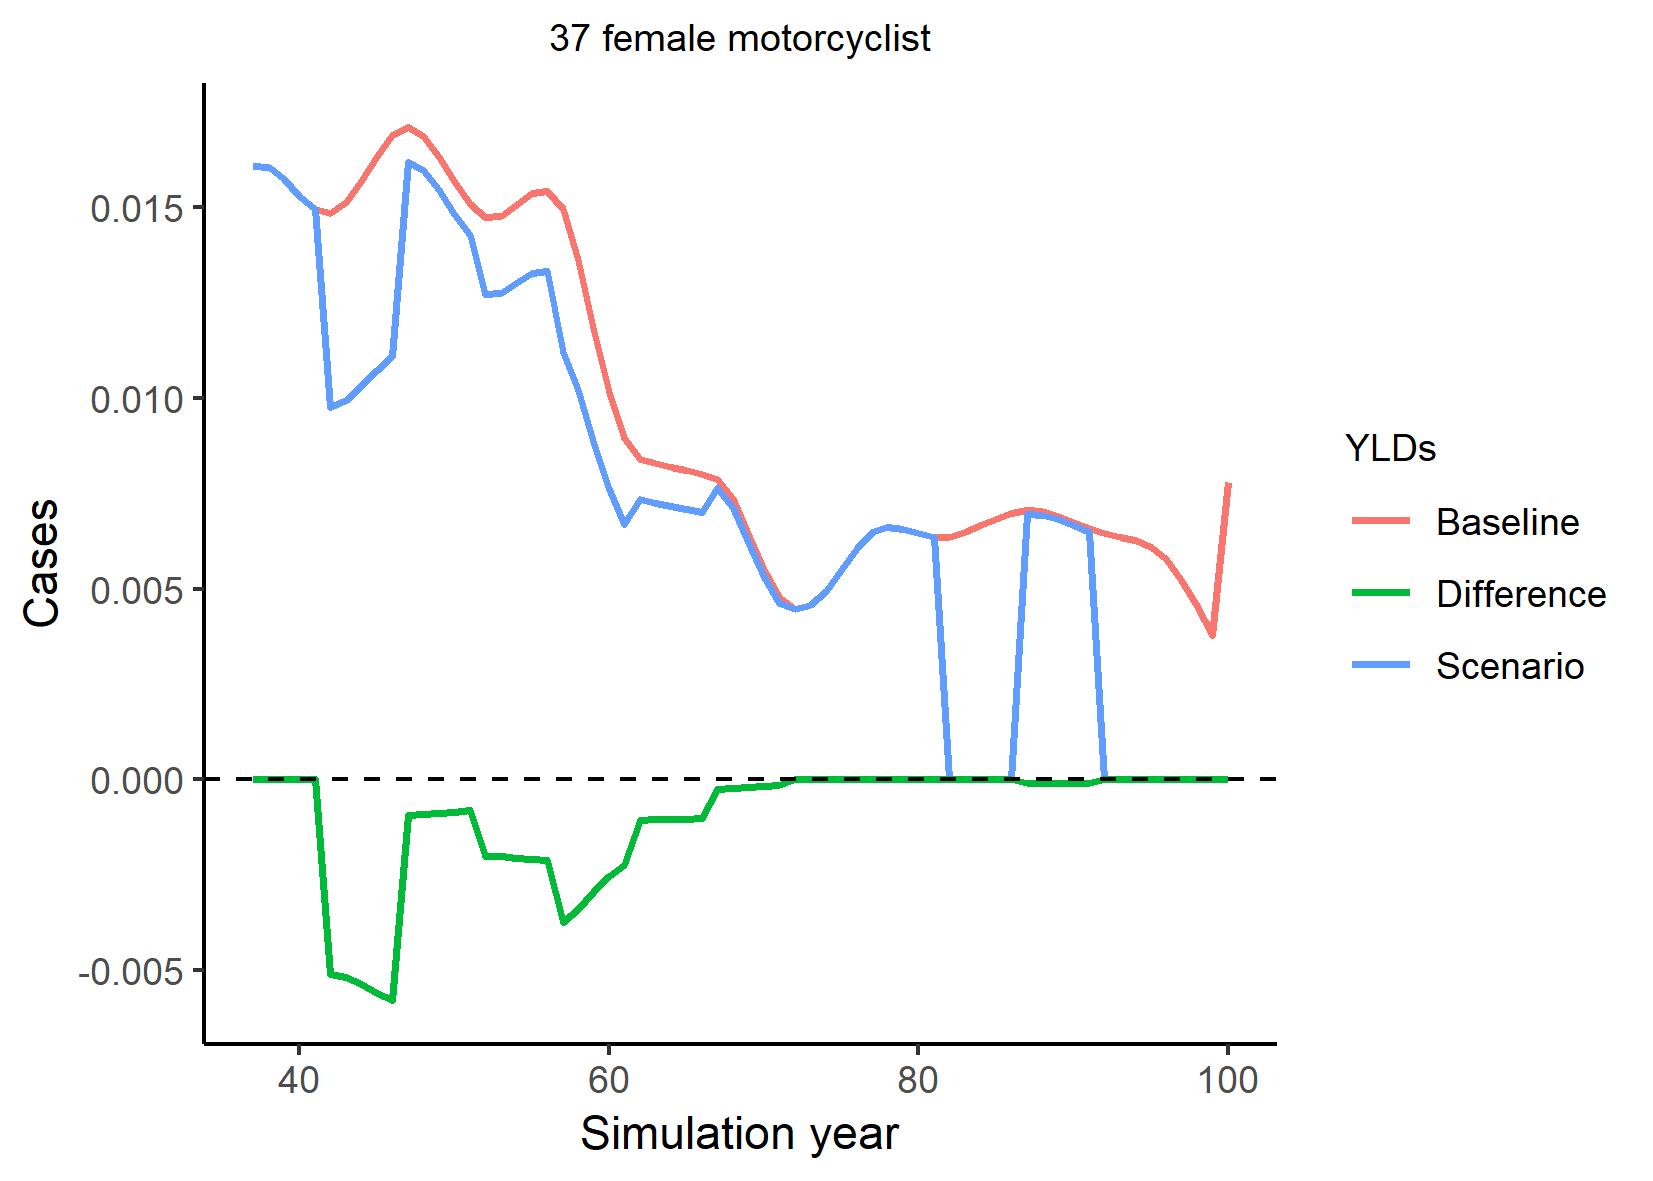 37 female motorcyclist
Cases
0.015
0.010
0.005
0.000
-0.005
40 60 80 100
Simulation year
YLDs
Baseline
Difference
Scenario